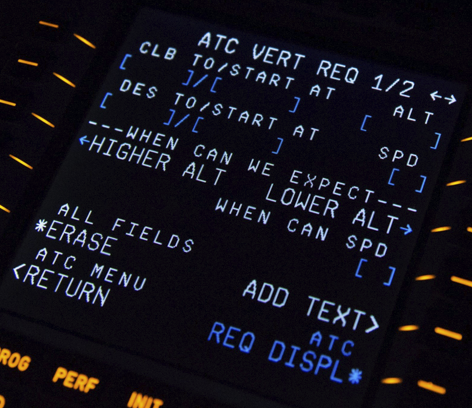 ATC VERT REQ 1/2 ←→
CLB TO/START AT ALT
[ ]/[ ] [ ]
DES TO/START AT SPD
[ ]/[ ] [ ]
---WHEN CAN WE EXPECT---
←HIGHER ALT LOWER ALT→
WHEN CAN SPD
[ ]
ALL FIELDS
*ERASE
ATC MENU
<RETURN ADD TEXT>
ATC
REQ DISPL*
PERF INIT